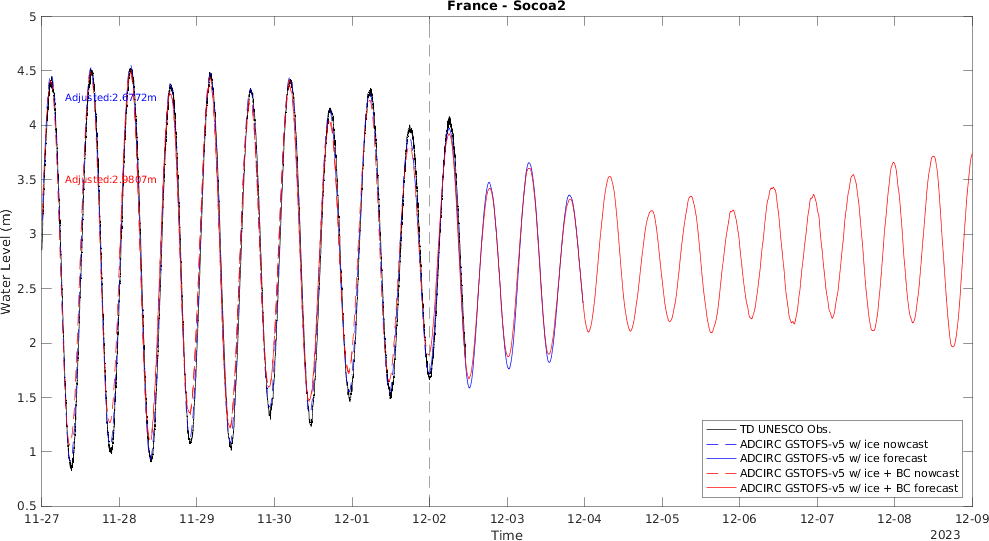 France - Socoa2
5
4.5
4
3.5
3
2.5
2
1.5
1
0.5
Water Level (m)
Adjusted:2.6772m
Adjusted:2.9807m
TD UNESCO Obs.
ADCIRC GSTOFS-v5 w/ ice nowcast
ADCIRC GSTOFS-v5 w/ ice forecast
ADCIRC GSTOFS-v5 w/ ice + BC nowcast
ADCIRC GSTOFS-v5 w/ ice + BC forecast
11-27 11-28 11-29 11-30 12-01 12-02 12-03 12-04 12-05 12-06 12-07 12-08 12-09
Time
2023